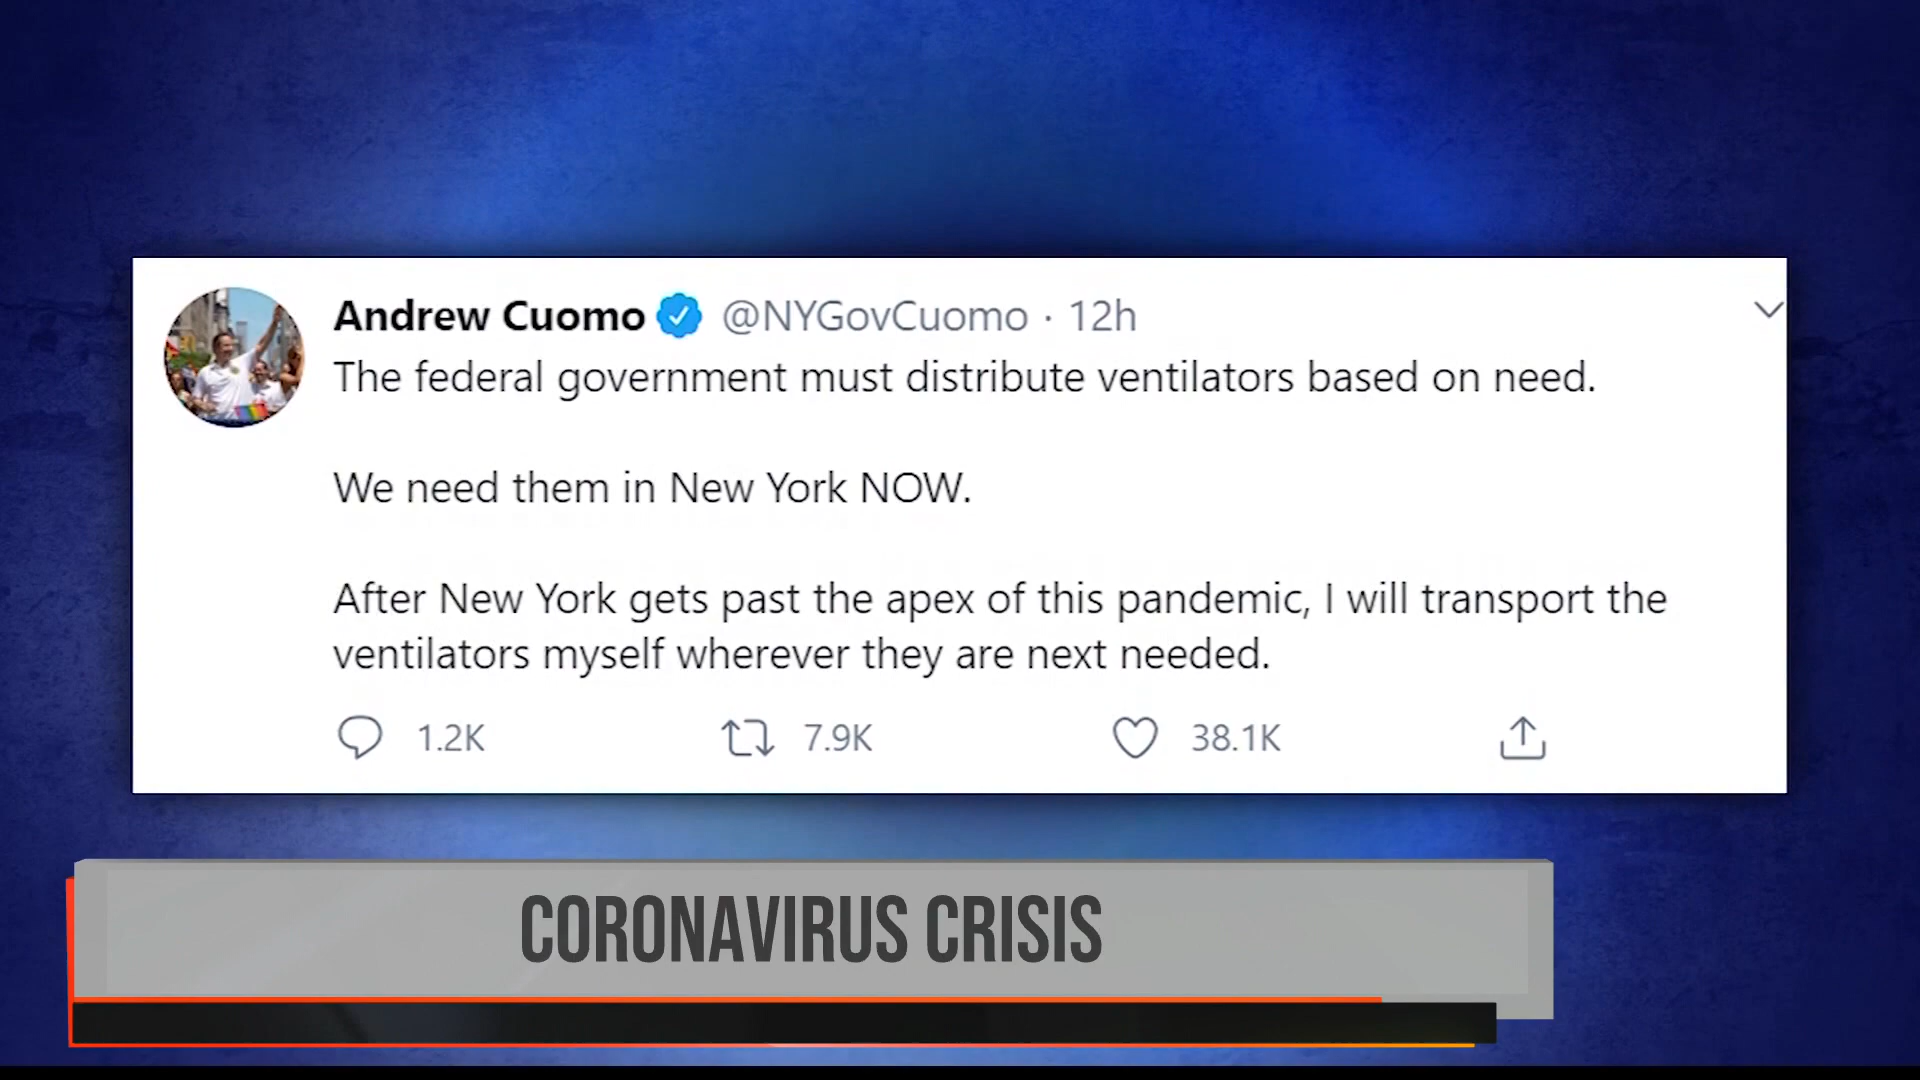 Andrew Cuomo @NYGovCuomo · 12h
The federal government must distribute ventilators based on need.
We need them in New York NOW.
After New York gets past the apex of this pandemic, I will transport the
ventilators myself wherever they are next needed.
1.2K 7.9K 38.1K
CORONAVIRUS CRISIS